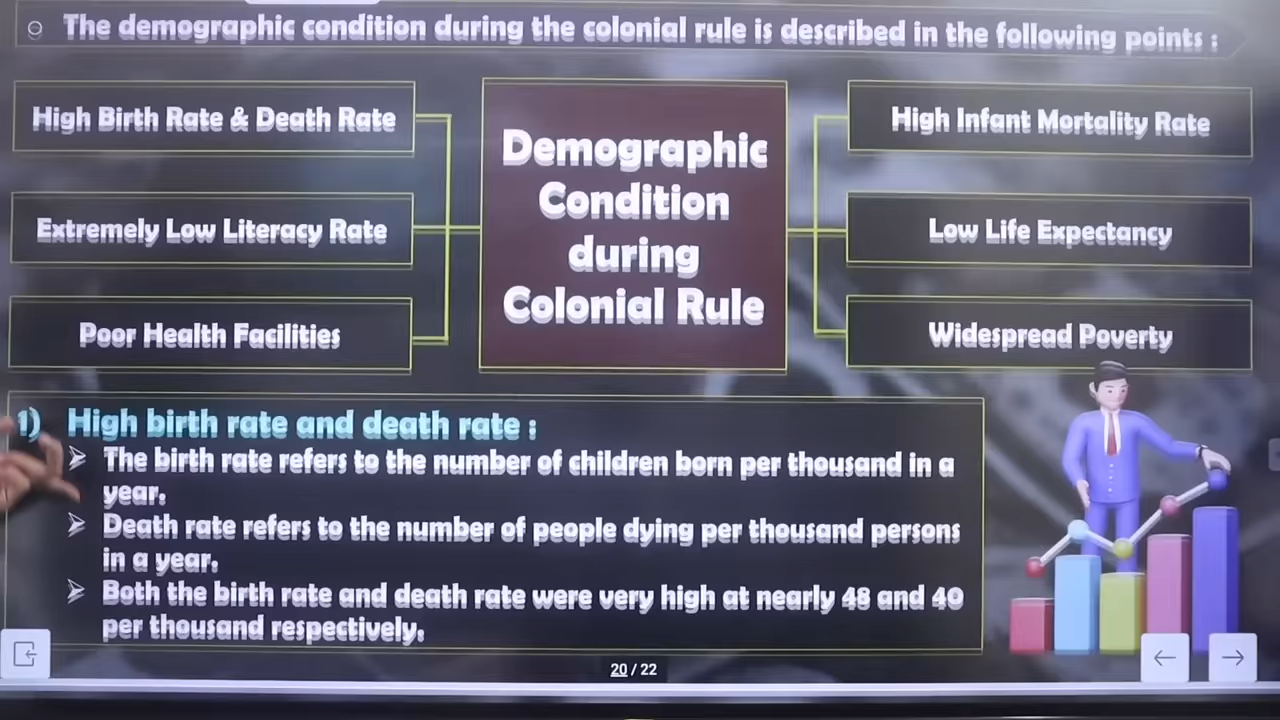 The demographic condition during the colonial rule is described in the following points :
High Birth Rate & Death Rate
Extremely Low Literacy Rate
Poor Health Facilities
Demographic
Condition
during
Colonial Rule
High Infant Mortality Rate
Low Life Expectancy
Widespread Poverty
1) High birth rate and death rate :
The birth rate refers to the number of children born per thousand in a
year.
Death rate refers to the number of people dying per thousand persons
in a year.
Both the birth rate and death rate were very high at nearly 48 and 40
per thousand respectively.
20 / 22